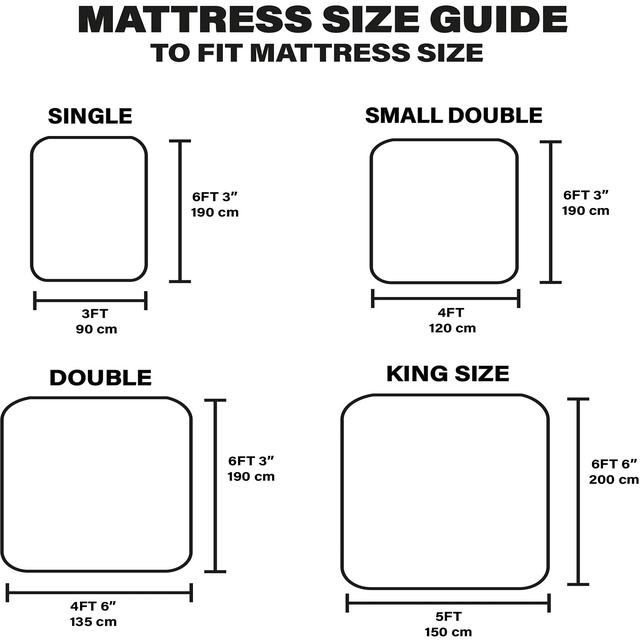 MATTRESS SIZE GUIDE
TO FIT MATTRESS SIZE
SINGLE
6FT 3”
190 cm
3FT
90 cm
SMALL DOUBLE
6FT 3”
190 cm
4FT
120 cm
DOUBLE
6FT 3”
190 cm
4FT 6”
135 cm
KING SIZE
6FT 6”
200 cm
5FT
150 cm